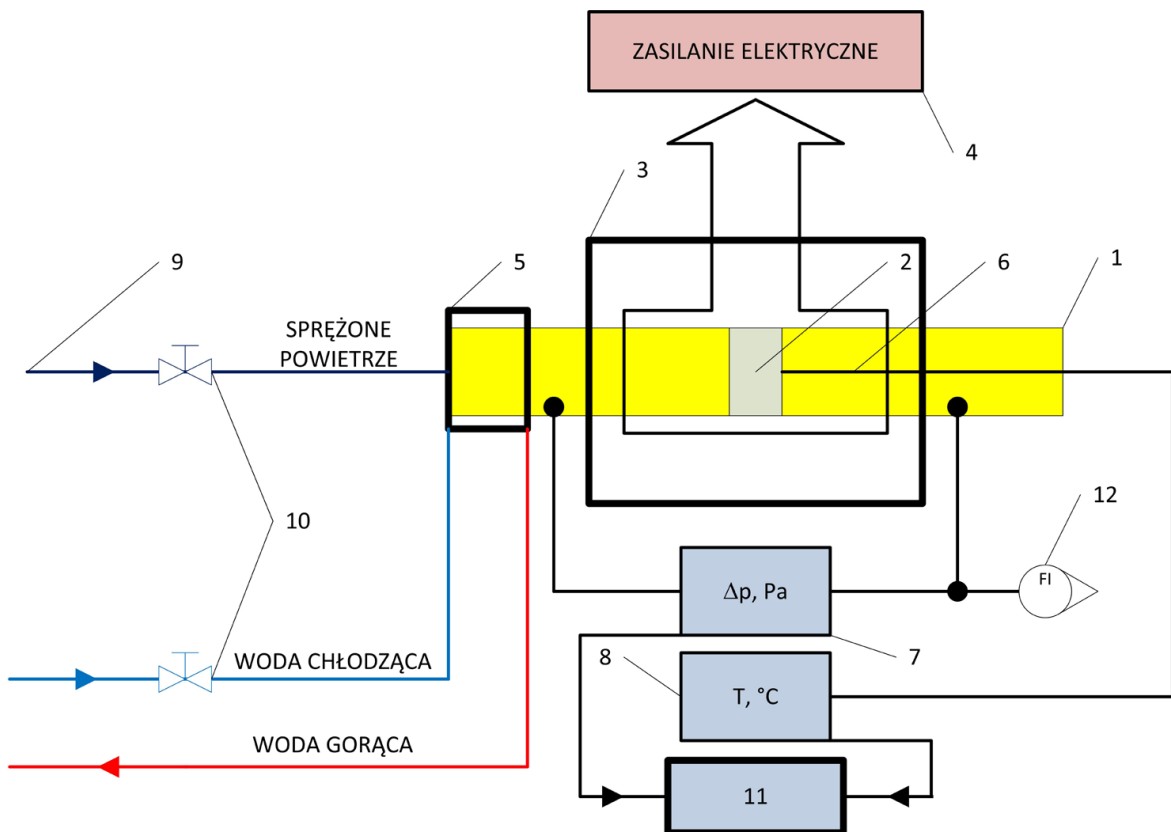 ZASILANIE ELEKTRYCZNE
4
3
9
5
2
6
1
SPRĘŻONE
POWIETRZE
10
12
FI
Δp, Pa
WODA CHŁODZĄCA
8
7
T, °C
WODA GORĄCA
11